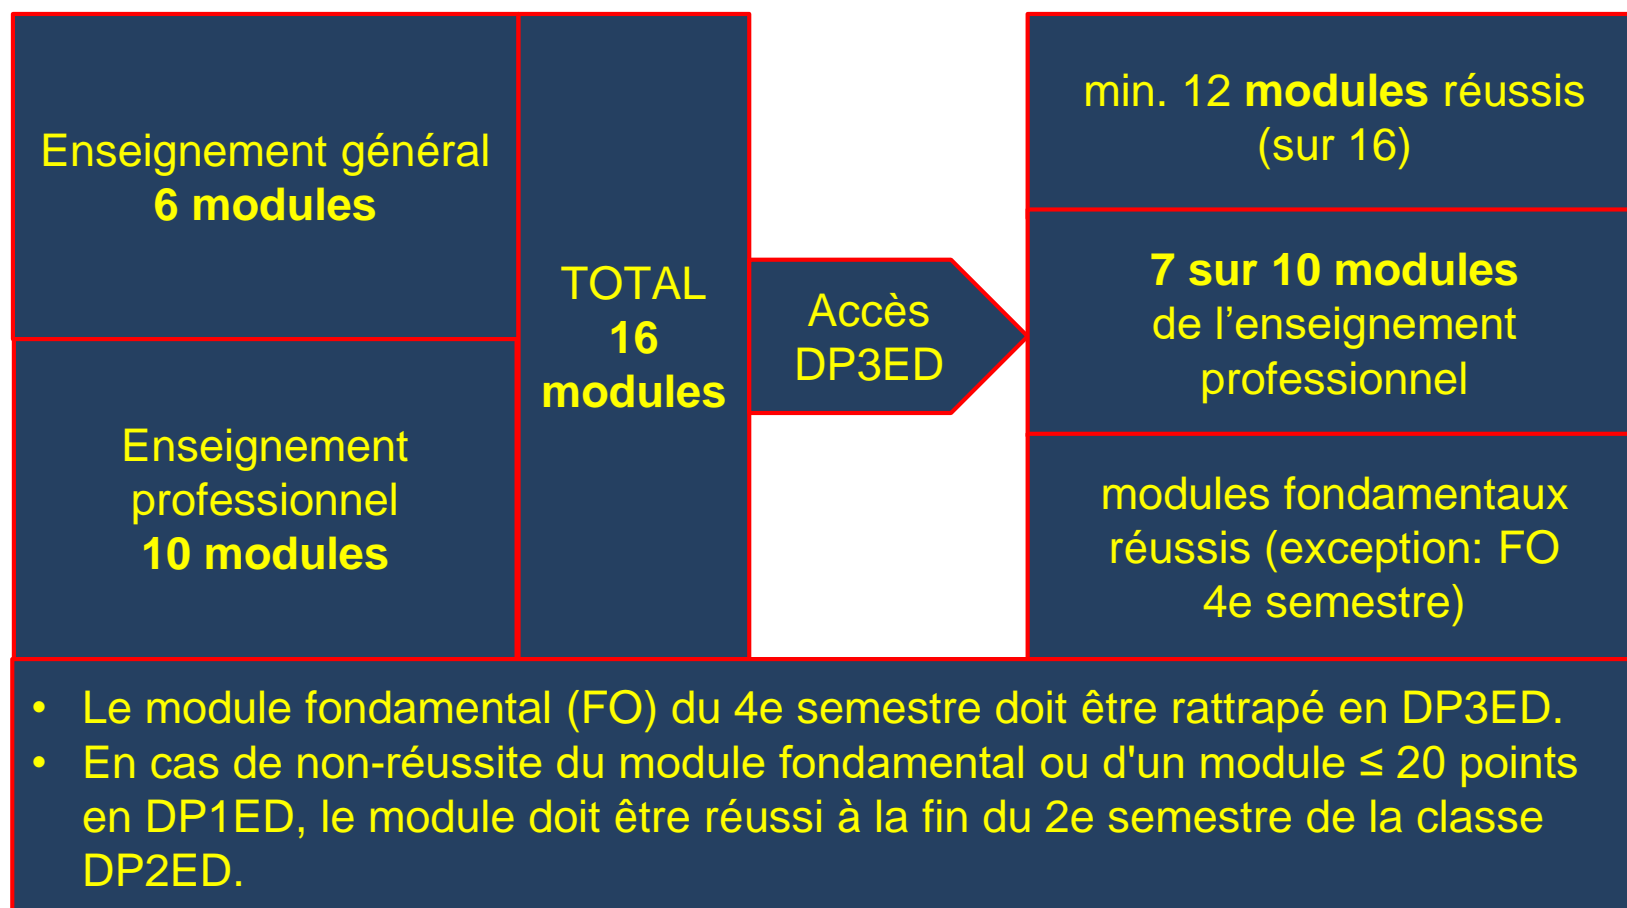 Enseignement général
6 modules
Enseignement
professionnel
10 modules
TOTAL
16
modules
Accès
DP3ED
min. 12 modules réussis
(sur 16)
7 sur 10 modules
de l’enseignement
professionnel
modules fondamentaux
réussis (exception: FO
4e semestre)
• Le module fondamental (FO) du 4e semestre doit être rattrapé en DP3ED.
• En cas de non-réussite du module fondamental ou d'un module ≤ 20 points
en DP1ED, le module doit être réussi à la fin du 2e semestre de la classe
DP2ED.